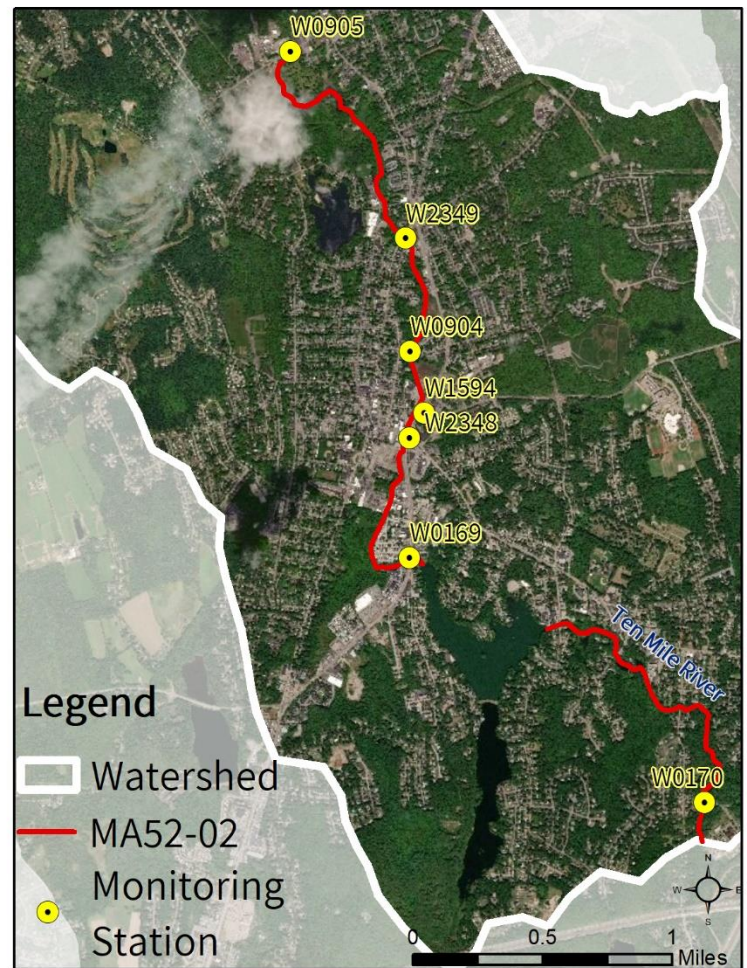 W0905
W2349
W0904
W1594
W2348
W0169
Ten Mile River
W0170
Legend
Watershed
MA52-02
Monitoring
Station
N
W E
S
0 0.5 1
Miles